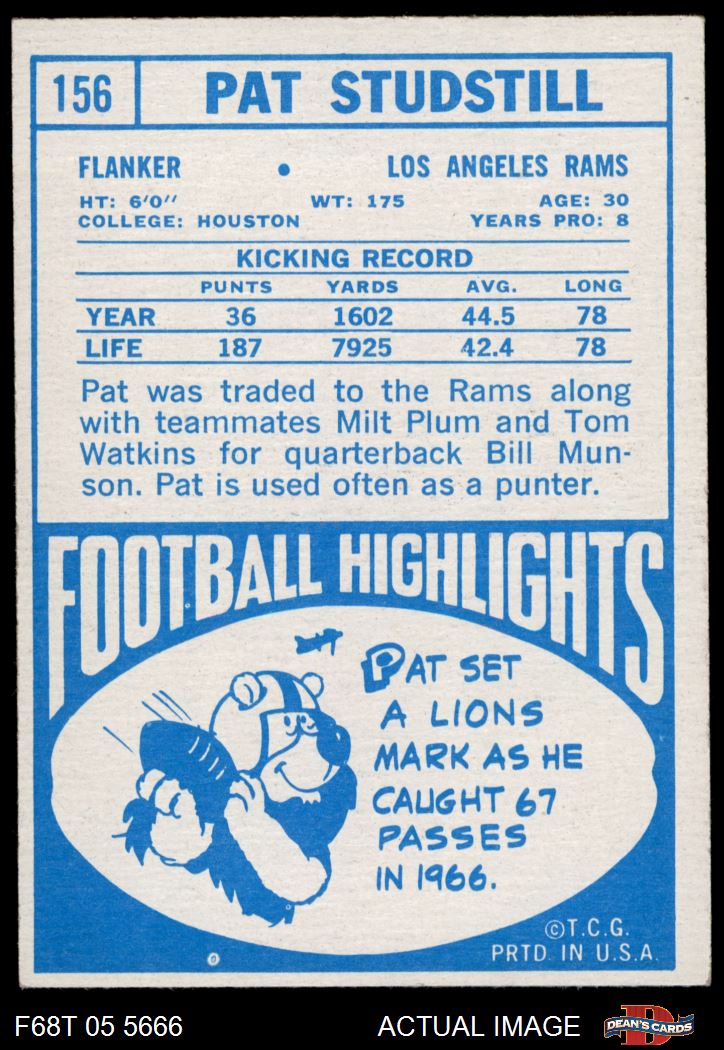 156 PAT STUDSTILL
FLANKER • LOS ANGELES RAMS
HT: 6'0" WT: 175 AGE: 30
COLLEGE: HOUSTON YEARS PRO: 8
KICKING RECORD
PUNTS YARDS AVG. LONG
YEAR 36 1602 44.5 78
LIFE 187 7925 42.4 78
Pat was traded to the Rams along
with teammates Milt Plum and Tom
Watkins for quarterback Bill Mun-
son. Pat is used often as a punter.
FOOTBALL HIGHLIGHTS
PAT SET
A LIONS
MARK AS HE
CAUGHT 67
PASSES
IN 1966.
©T.C.G.
PRTD. IN U.S.A.
F68T 05 5666 ACTUAL IMAGE D DEAN'S CARDS